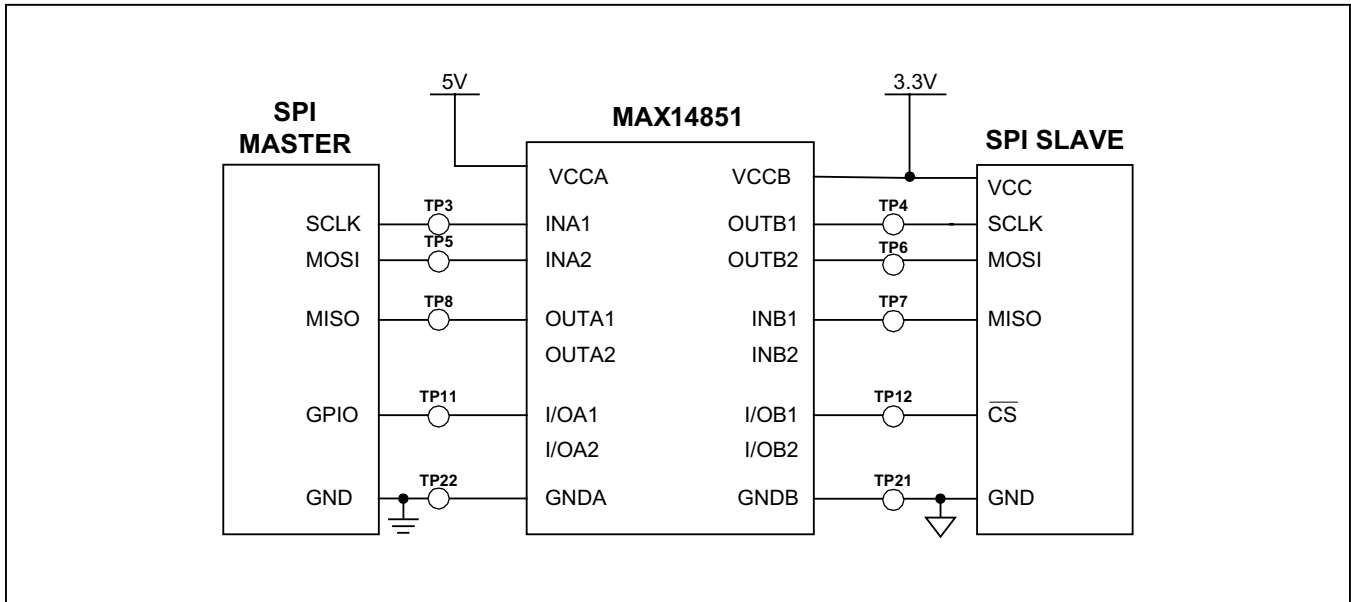 5V
3.3V
SPI
MASTER
MAX14851
SPI SLAVE
VCCA
VCCB
VCC
SCLK
TP3
INA1
OUTB1
TP4
SCLK
MOSI
TP5
INA2
OUTB2
TP6
MOSI
MISO
TP8
OUTA1
INB1
TP7
MISO
OUTA2
INB2
GPIO
TP11
I/OA1
I/OB1
TP12
CS
I/OA2
I/OB2
GND
TP22
GNDA
GNDB
TP21
GND